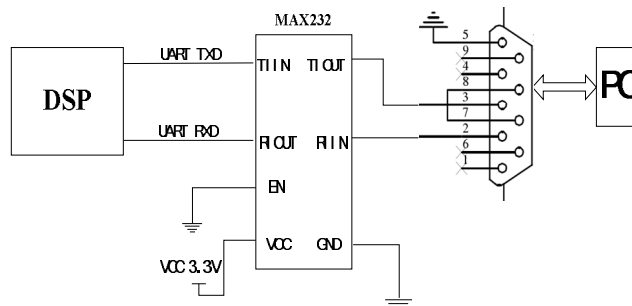 MAX232
DSP
UART TXD
UART RXD
T1IN T1OUT
R1OUT R1IN
EN
VCC GND
VCC 3.3V
5
9
4
8
3
7
2
6
1
PC